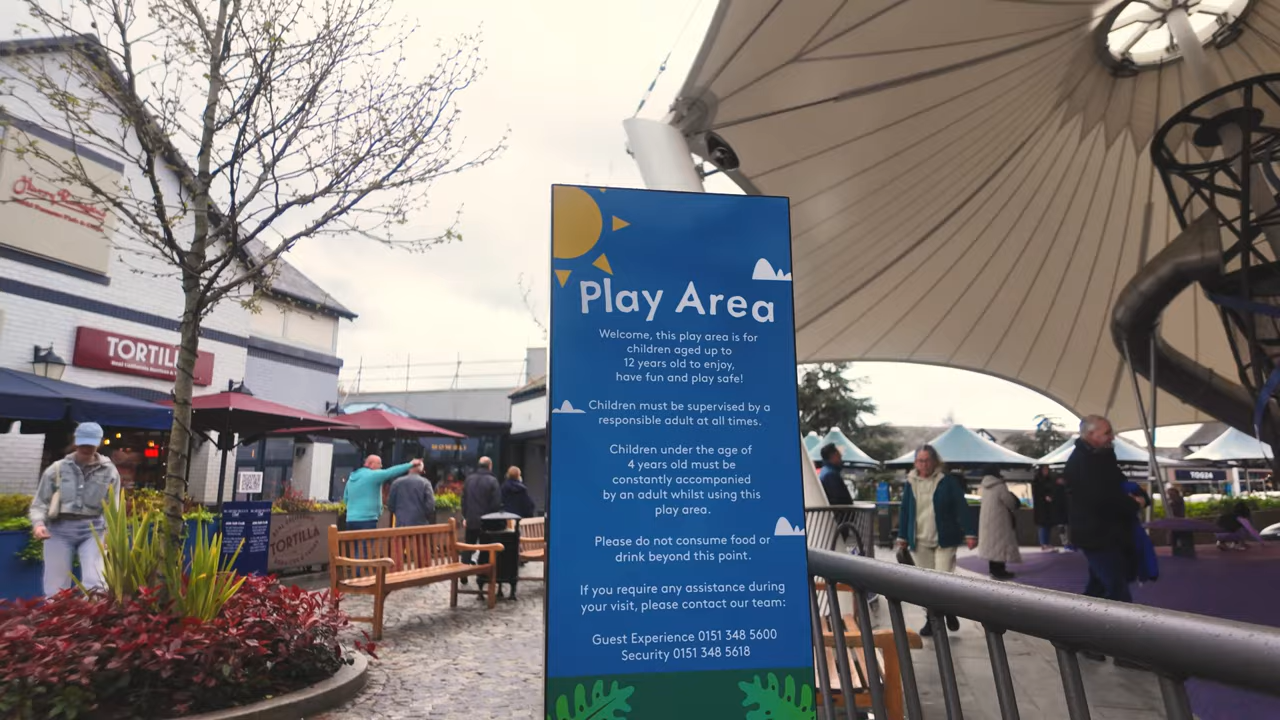 Play Area
Welcome, this play area is for
children aged up to
12 years old to enjoy,
have fun and play safe!
Children must be supervised by a
responsible adult at all times.
Children under the age of
4 years old must be
constantly accompanied
by an adult whilst using this
play area.
Please do not consume food or
drink beyond this point.
If you require any assistance during
your visit, please contact our team:
Guest Experience 0151 348 5600
Security 0151 348 5618
TORTILLA
TORTILLA